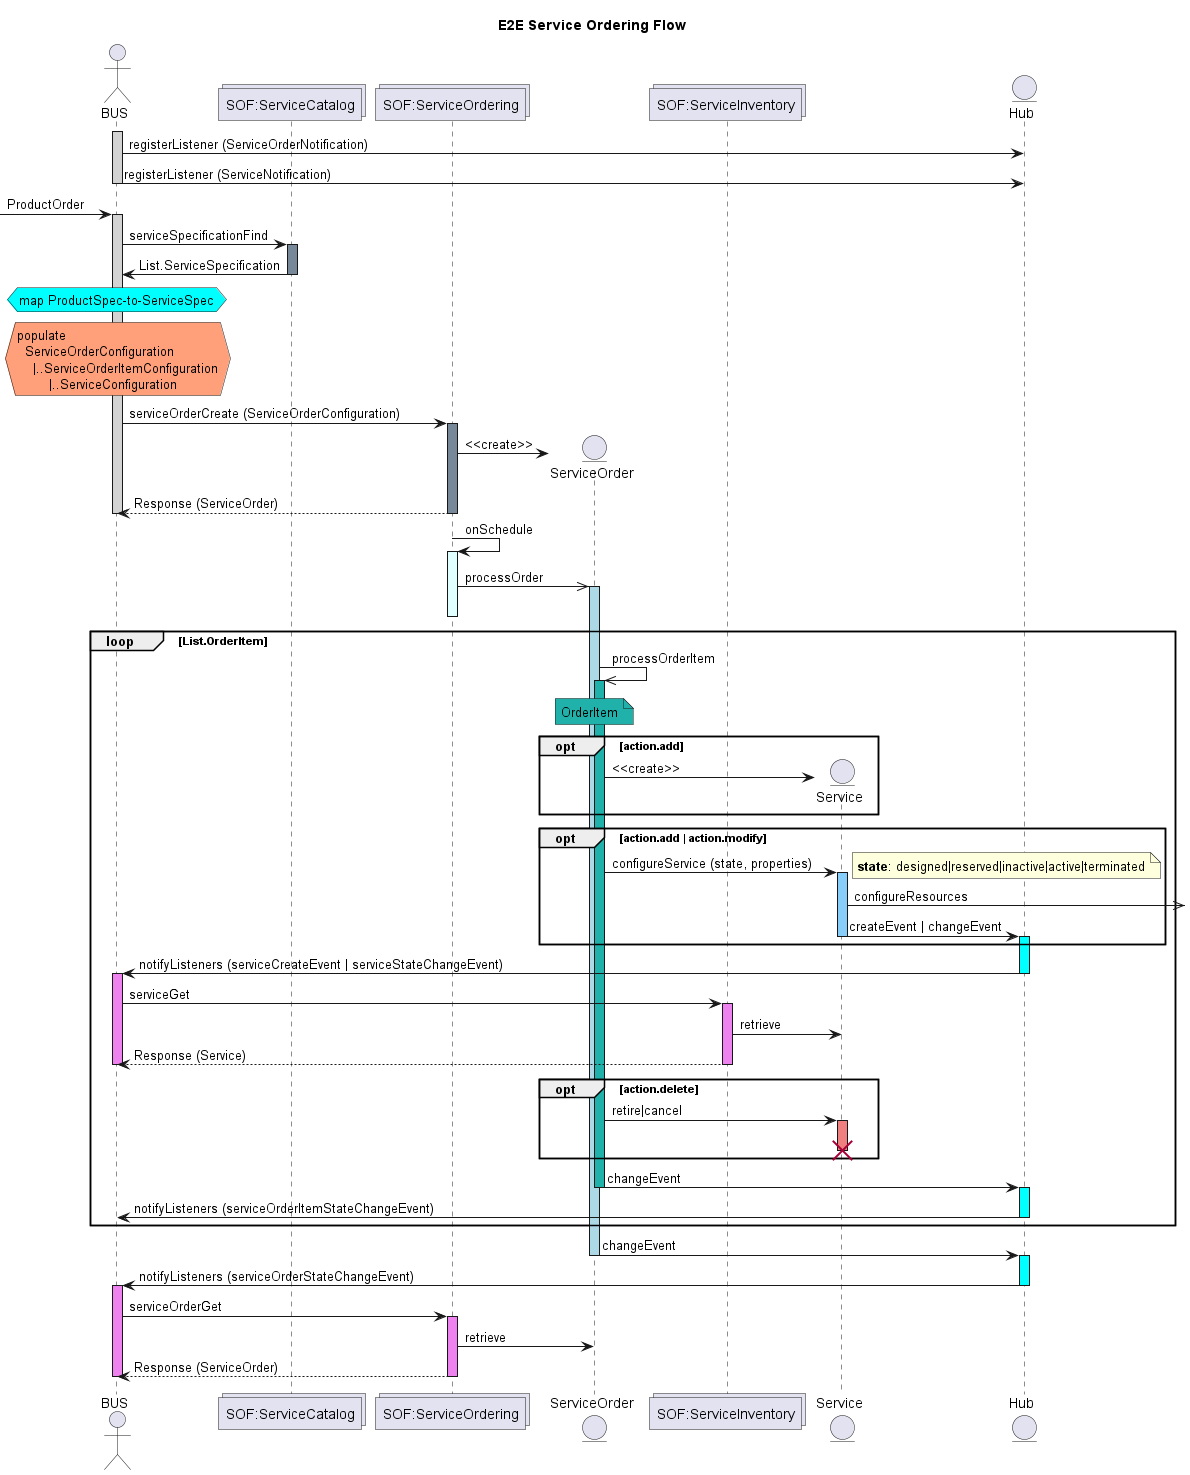 E2E Service Ordering Flow
BUS
SOF:ServiceCatalog
SOF:ServiceOrdering
SOF:ServiceInventory
Hub
registerListener (ServiceOrderNotification)
registerListener (ServiceNotification)
ProductOrder
serviceSpecificationFind
List.ServiceSpecification
map ProductSpec-to-ServiceSpec
populate
ServiceOrderConfiguration
|..ServiceOrderItemConfiguration
|..ServiceConfiguration
serviceOrderCreate (ServiceOrderConfiguration)
<<create>>
ServiceOrder
Response (ServiceOrder)
onSchedule
processOrder
loop [List.OrderItem]
processOrderItem
OrderItem
opt [action.add]
<<create>>
Service
opt [action.add | action.modify]
configureService (state, properties)
state: designed|reserved|inactive|active|terminated
configureResources
createEvent | changeEvent
notifyListeners (serviceCreateEvent | serviceStateChangeEvent)
serviceGet
retrieve
Response (Service)
opt [action.delete]
retire|cancel
changeEvent
notifyListeners (serviceOrderItemStateChangeEvent)
changeEvent
notifyListeners (serviceOrderStateChangeEvent)
serviceOrderGet
retrieve
Response (ServiceOrder)
BUS
SOF:ServiceCatalog
SOF:ServiceOrdering
ServiceOrder
SOF:ServiceInventory
Service
Hub